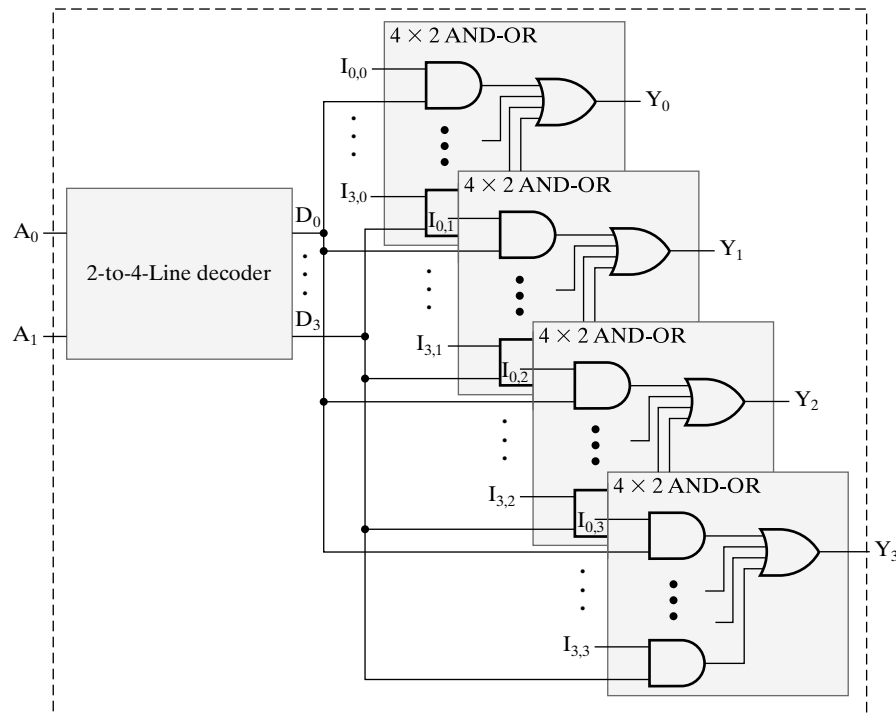 4 × 2 AND-OR
I0,0
Y0
I3,0
4 × 2 AND-OR
I0,1
Y1
A0
D0
2-to-4-Line decoder
A1
D3
I3,1
4 × 2 AND-OR
I0,2
Y2
I3,2
4 × 2 AND-OR
I0,3
Y3
I3,3